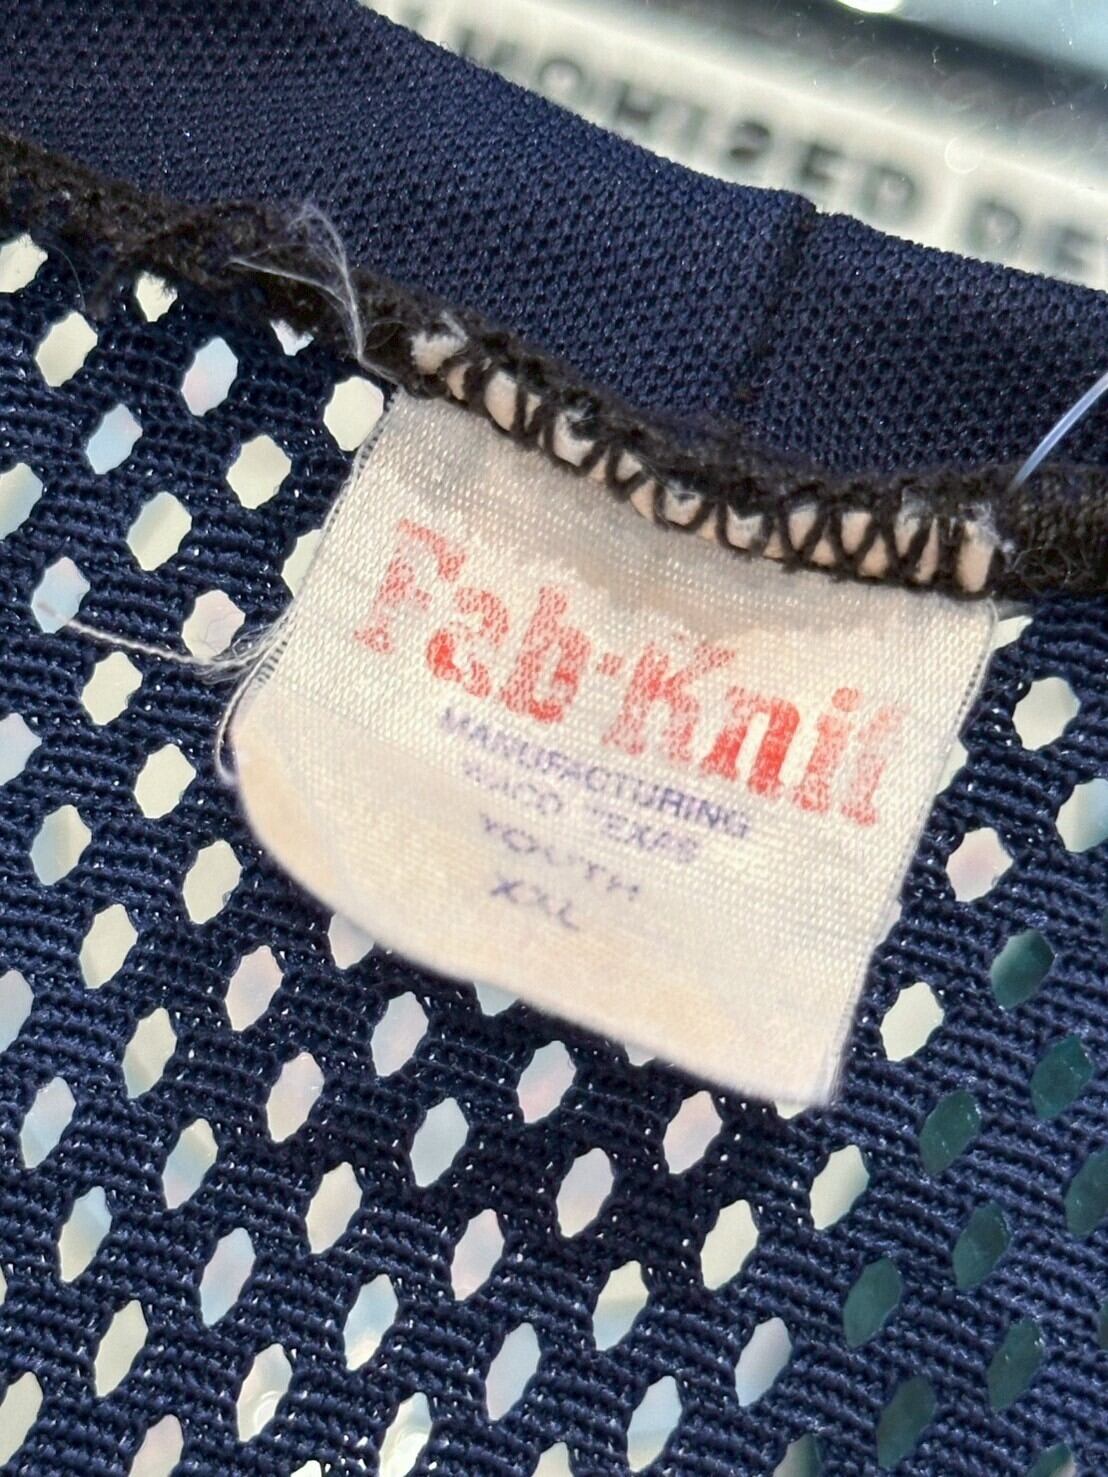 Fab-Knit
MANUFACTURING
WACO TEXAS
YOUTH
XXL